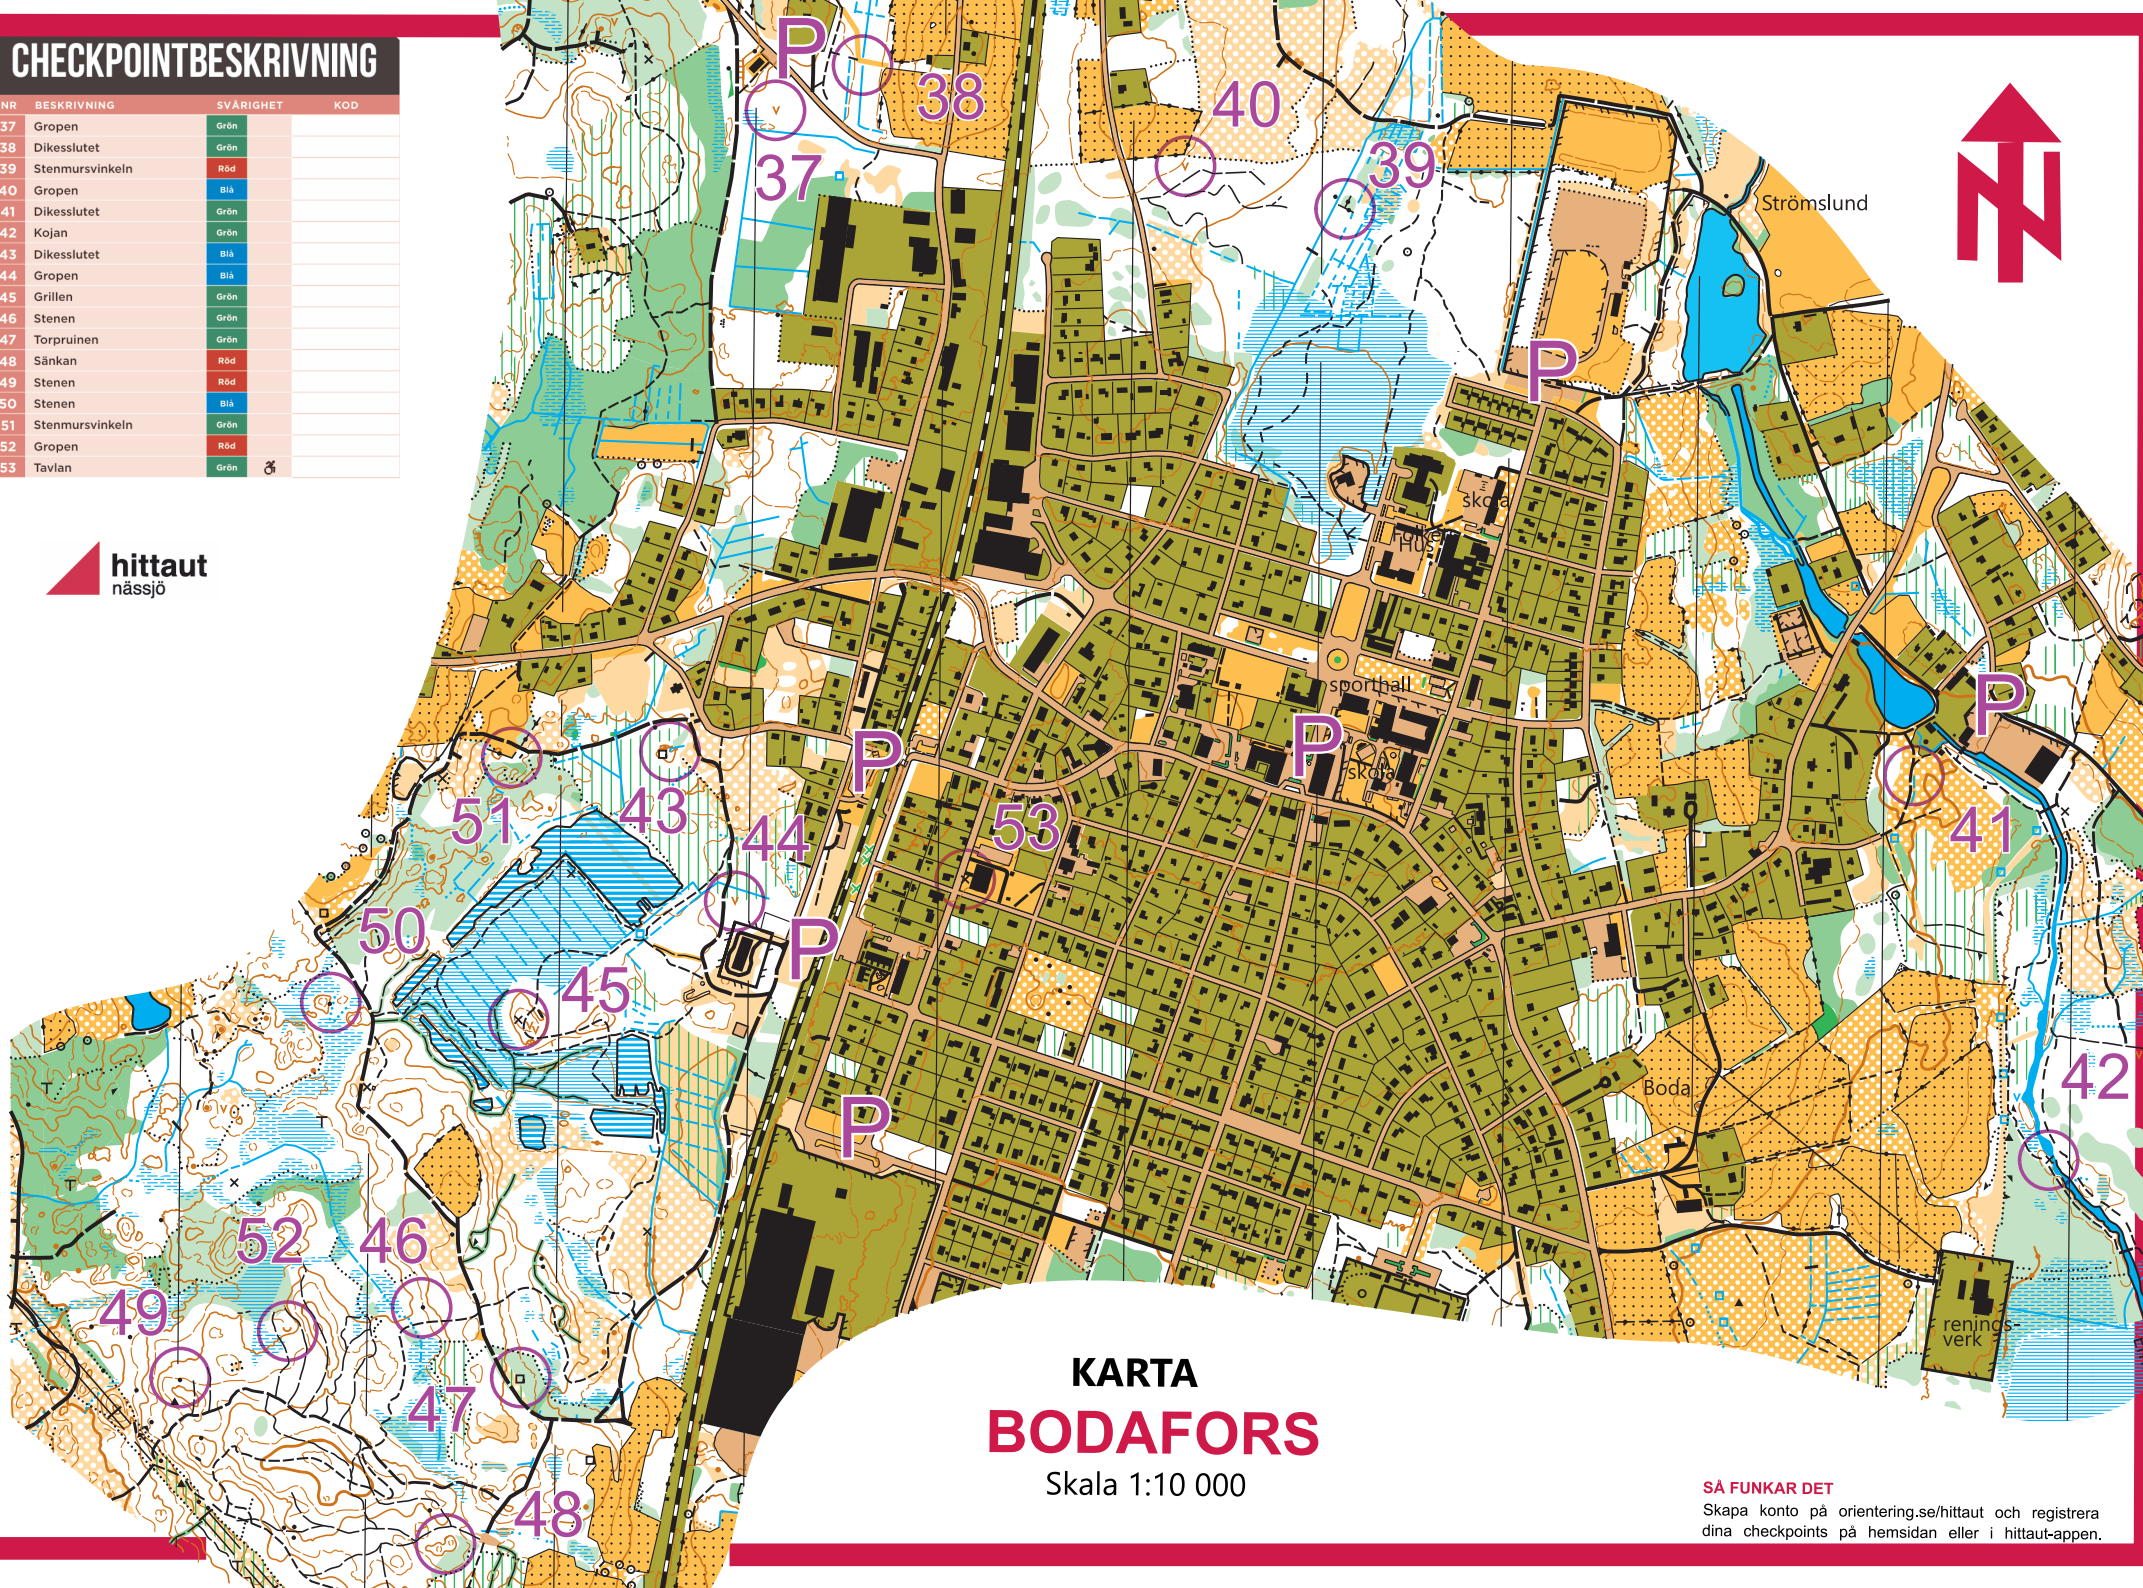 CHECKPOINTBESKRIVNING
NR BESKRIVNING SVÅRIGHET KOD
37 Gropen Grön
38 Dikesslutet Grön
39 Stenmursvinkeln Röd
40 Gropen Blå
41 Dikesslutet Grön
42 Kojan Grön
43 Dikesslutet Blå
44 Gropen Blå
45 Grillen Grön
46 Stenen Grön
47 Torpruinen Grön
48 Sänkan Röd
49 Stenen Röd
50 Stenen Blå
51 Stenmursvinkeln Grön
52 Gropen Röd
53 Tavlan Grön
hittaut
nässjö
P
38
37
40
39
Strömslund
P
skola
Folkets
Hus
sporthall
P
skola
P
P
41
51
43
44
53
50
P
45
42
Boda
P
52
46
49
47
48
renings-
verk
KARTA
BODAFORS
Skala 1:10 000
SÅ FUNKAR DET
Skapa konto på orientering.se/hittaut och registrera
dina checkpoints på hemsidan eller i hittaut-appen.